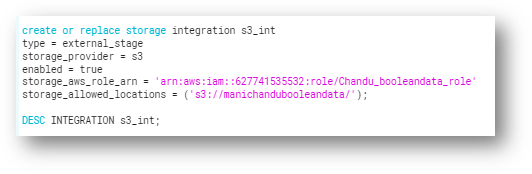 create or replace storage integration s3_int
type = external_stage
storage_provider = s3
enabled = true
storage_aws_role_arn = 'arn:aws:iam::627741535532:role/Chandu_booleandata_role'
storage_allowed_locations = ('s3://manichandubooleandata/');
DESC INTEGRATION s3_int;